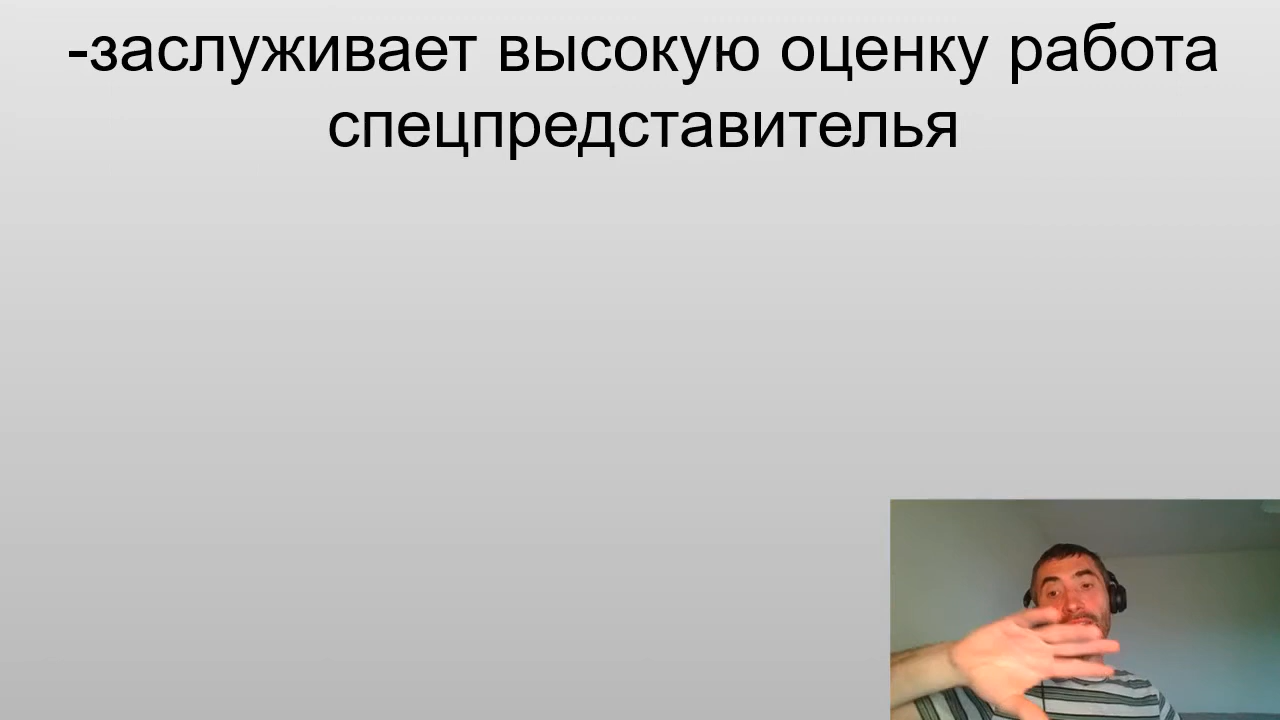 -заслуживает высокую оценку работа
спецпредставителья